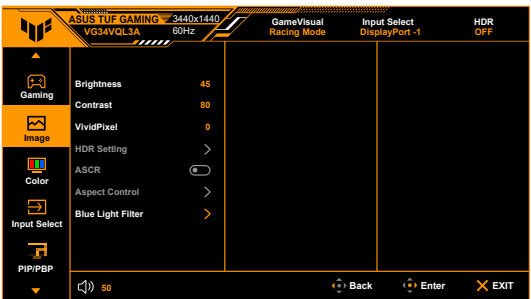 ASUS TUF GAMING 3440x1440 GameVisual Input Select HDR
VG34VQL3A 60Hz Racing Mode DisplayPort -1 OFF
Gaming
Image
Color
Input Select
PIP/PBP
Brightness 45
Contrast 80
VividPixel 0
HDR Setting
ASCR
Aspect Control
Blue Light Filter
50 Back Enter EXIT